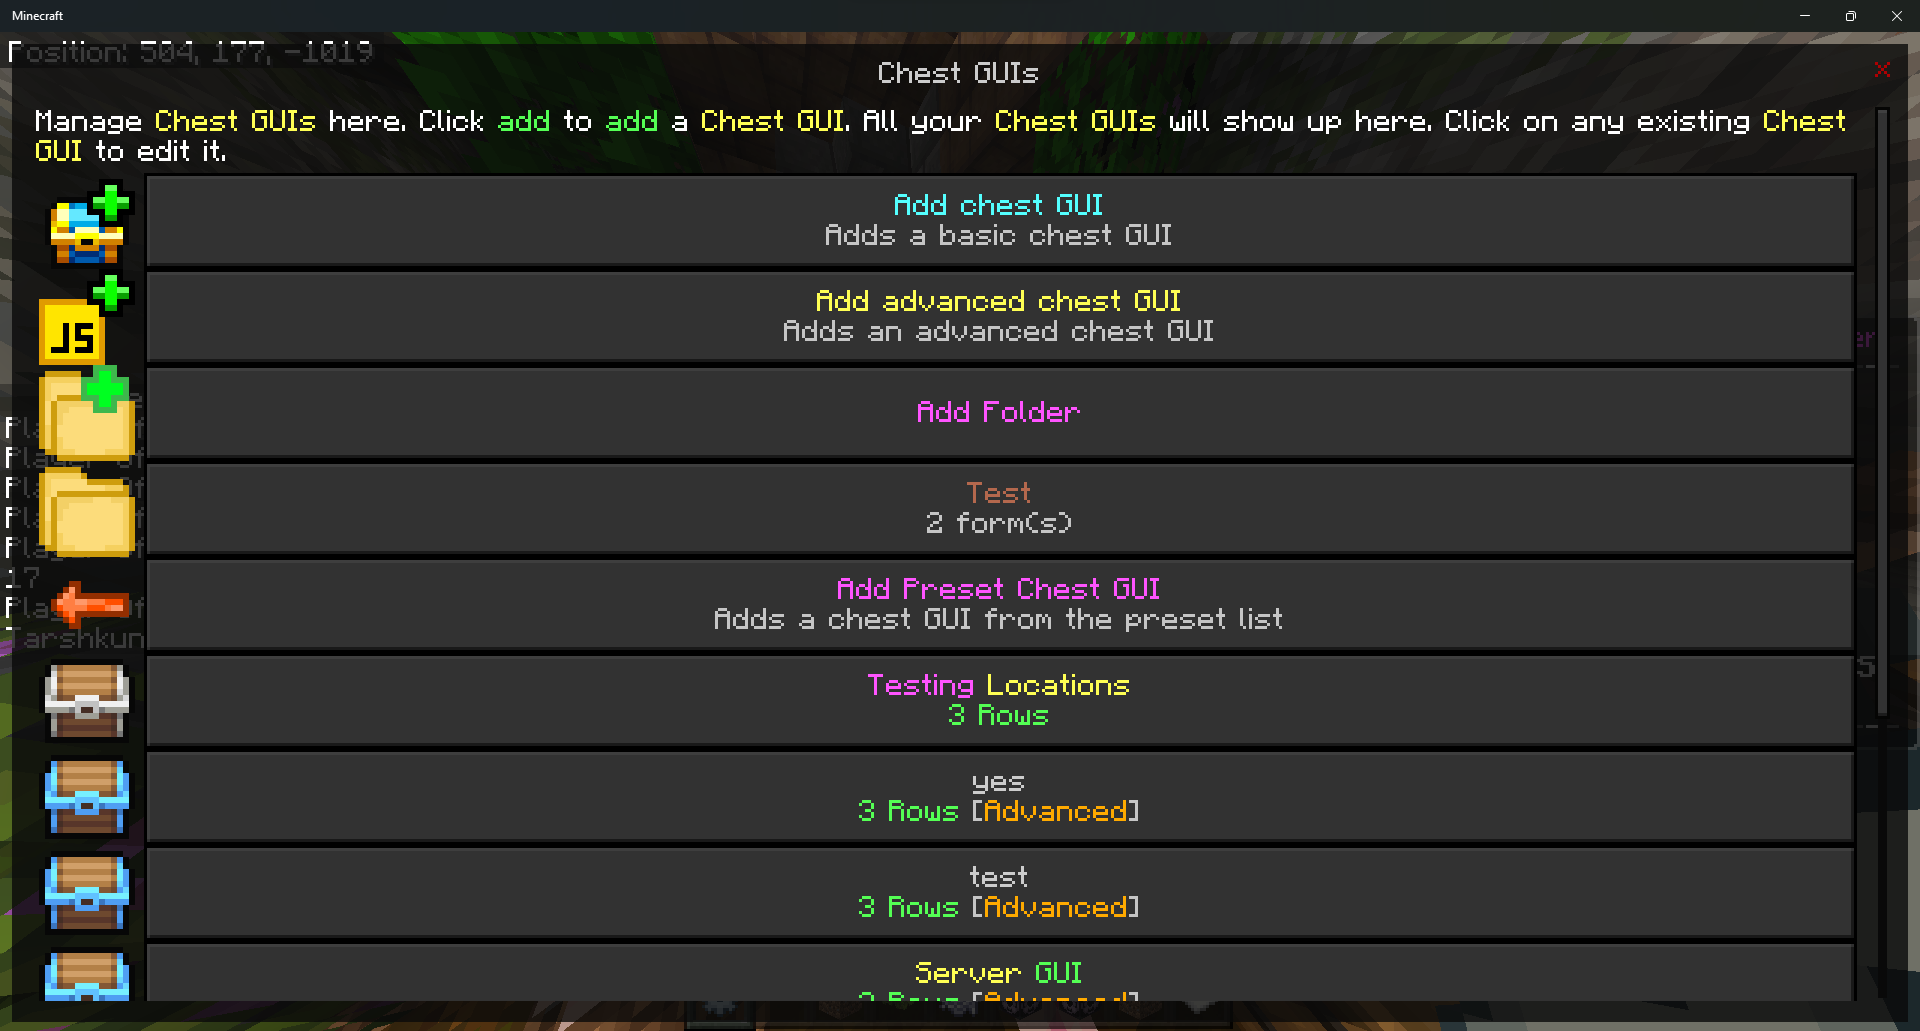 Minecraft
Position: 504, 177, -1019
Chest GUIs
Manage Chest GUIs here. Click add to add a Chest GUI. All your Chest GUIs will show up here. Click on any existing Chest
GUI to edit it.
Add chest GUI
Adds a basic chest GUI
JS
Add advanced chest GUI
Adds an advanced chest GUI
Add Folder
Test
2 form(s)
Add Preset Chest GUI
Adds a chest GUI from the preset list
17
Tarshkun
Testing Locations
3 Rows
yes
3 Rows [Advanced]
test
3 Rows [Advanced]
Server GUI